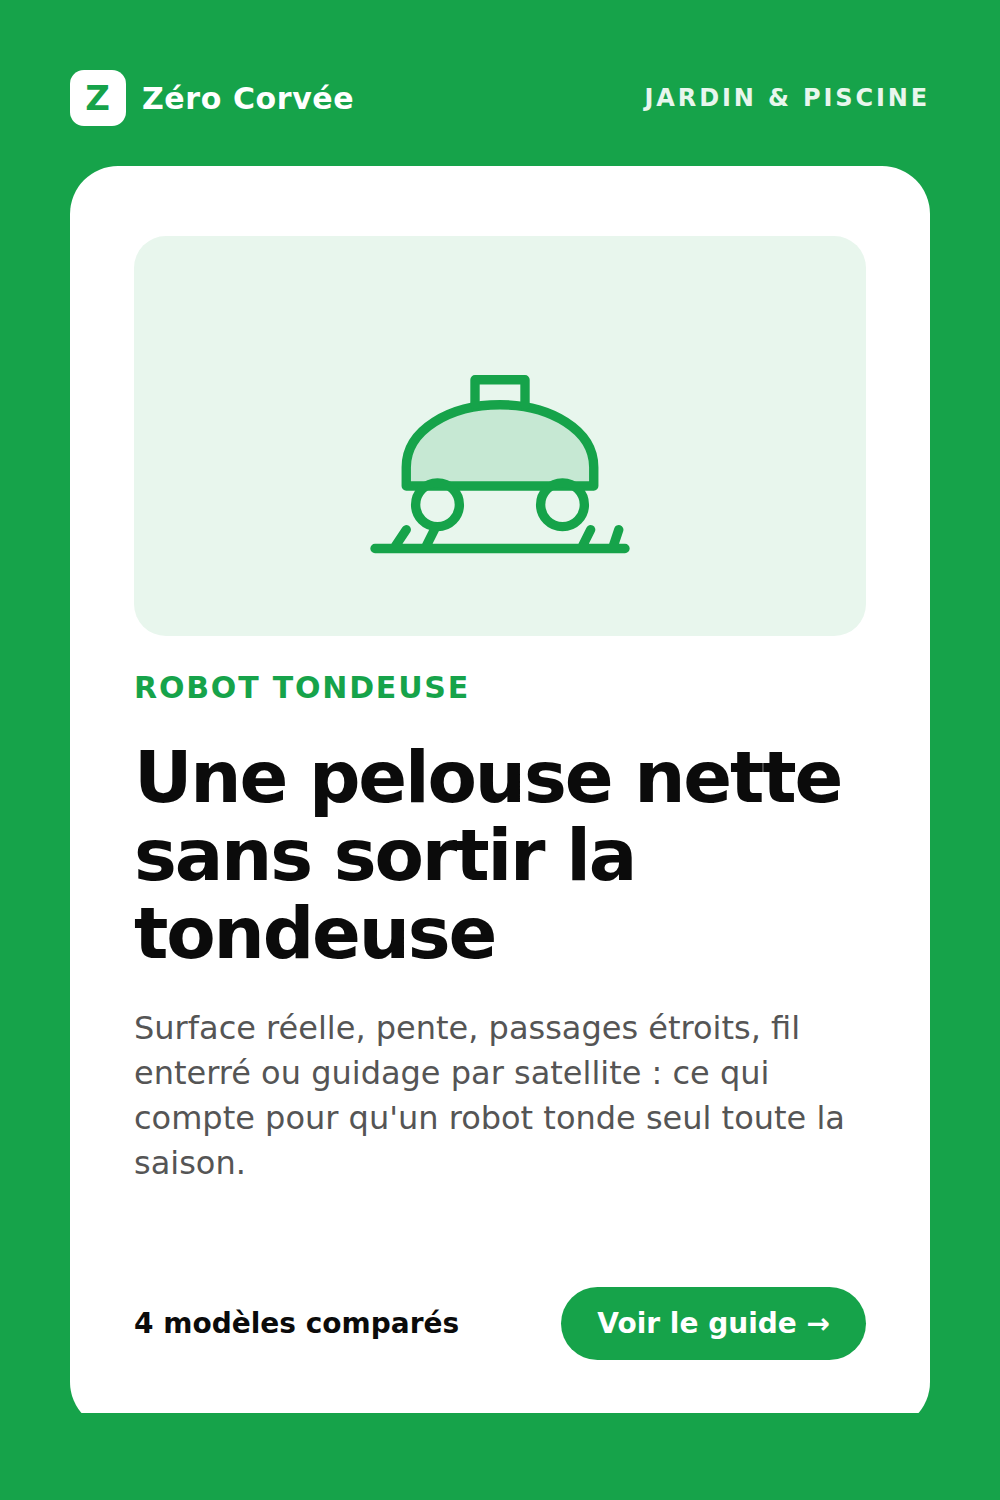 Z Zéro Corvée
JARDIN & PISCINE
ROBOT TONDEUSE
Une pelouse nette
sans sortir la
tondeuse
Surface réelle, pente, passages étroits, fil
enterré ou guidage par satellite : ce qui
compte pour qu'un robot tonde seul toute la
saison.
4 modèles comparés
Voir le guide →